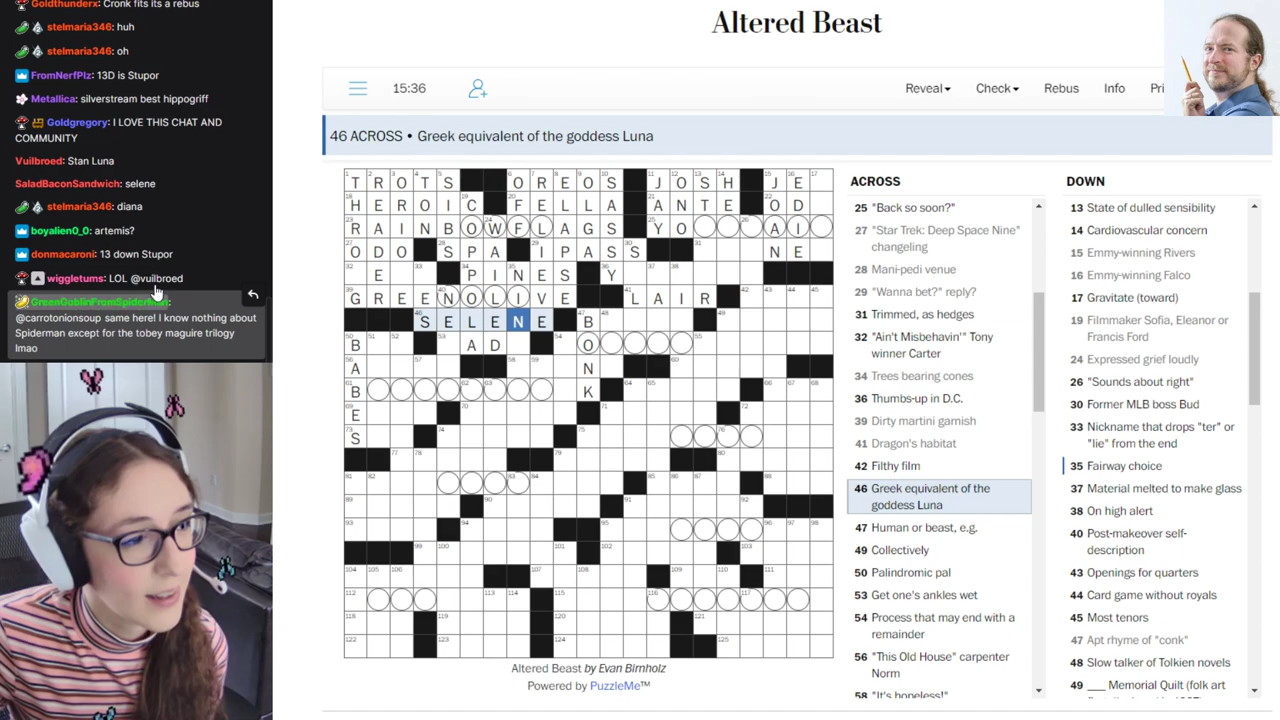 Goldthunderx: Cronk fits its a rebus
stelmaria346: huh
stelmaria346: oh
FromNerfPlz: 13D is Stupor
Metallica: silverstream best hippogriff
Goldgregory: I LOVE THIS CHAT AND
COMMUNITY
Vuilbroed: Stan Luna
SaladBaconSandwich: selene
stelmaria346: diana
boyalien0_0: artemis?
donmacaroni: 13 down Stupor
wiggletums: LOL @vuilbroed
GreenGoblinFromSpiderman:
@carrotonionsoup same here! I know nothing about
Spiderman except for the tobey maguire trilogy
lmao
Altered Beast
15:36
Reveal
Check
Rebus
Info
Pri
46 ACROSS • Greek equivalent of the goddess Luna
T R O T S O R E O S J O S H J E
H E R O I C F E L L A A N T E O D
R A I N B O W F L A G S Y O A I
O D O S P A I P A S S N E
E P I N E S Y
G R E E N O L I V E L A I R
S E L E N E B
B A D O
A N
B K
E
S
Altered Beast by Evan Birnholz
Powered by PuzzleMe™
ACROSS
25 "Back so soon?"
27 "Star Trek: Deep Space Nine"
changeling
28 Mani-pedi venue
29 "Wanna bet?" reply?
31 Trimmed, as hedges
32 "Ain't Misbehavin'" Tony
winner Carter
34 Trees bearing cones
36 Thumbs-up in D.C.
39 Dirty martini garnish
41 Dragon's habitat
42 Filthy film
46 Greek equivalent of the
goddess Luna
47 Human or beast, e.g.
49 Collectively
50 Palindromic pal
53 Get one's ankles wet
54 Process that may end with a
remainder
56 "This Old House" carpenter
Norm
58 "It's hopeless!"
DOWN
13 State of dulled sensibility
14 Cardiovascular concern
15 Emmy-winning Rivers
16 Emmy-winning Falco
17 Gravitate (toward)
19 Filmmaker Sofia, Eleanor or
Francis Ford
24 Expressed grief loudly
26 "Sounds about right"
30 Former MLB boss Bud
33 Nickname that drops "ter" or
"lie" from the end
35 Fairway choice
37 Material melted to make glass
38 On high alert
40 Post-makeover self-
description
43 Openings for quarters
44 Card game without royals
45 Most tenors
47 Apt rhyme of "conk"
48 Slow talker of Tolkien novels
49 ___ Memorial Quilt (folk art